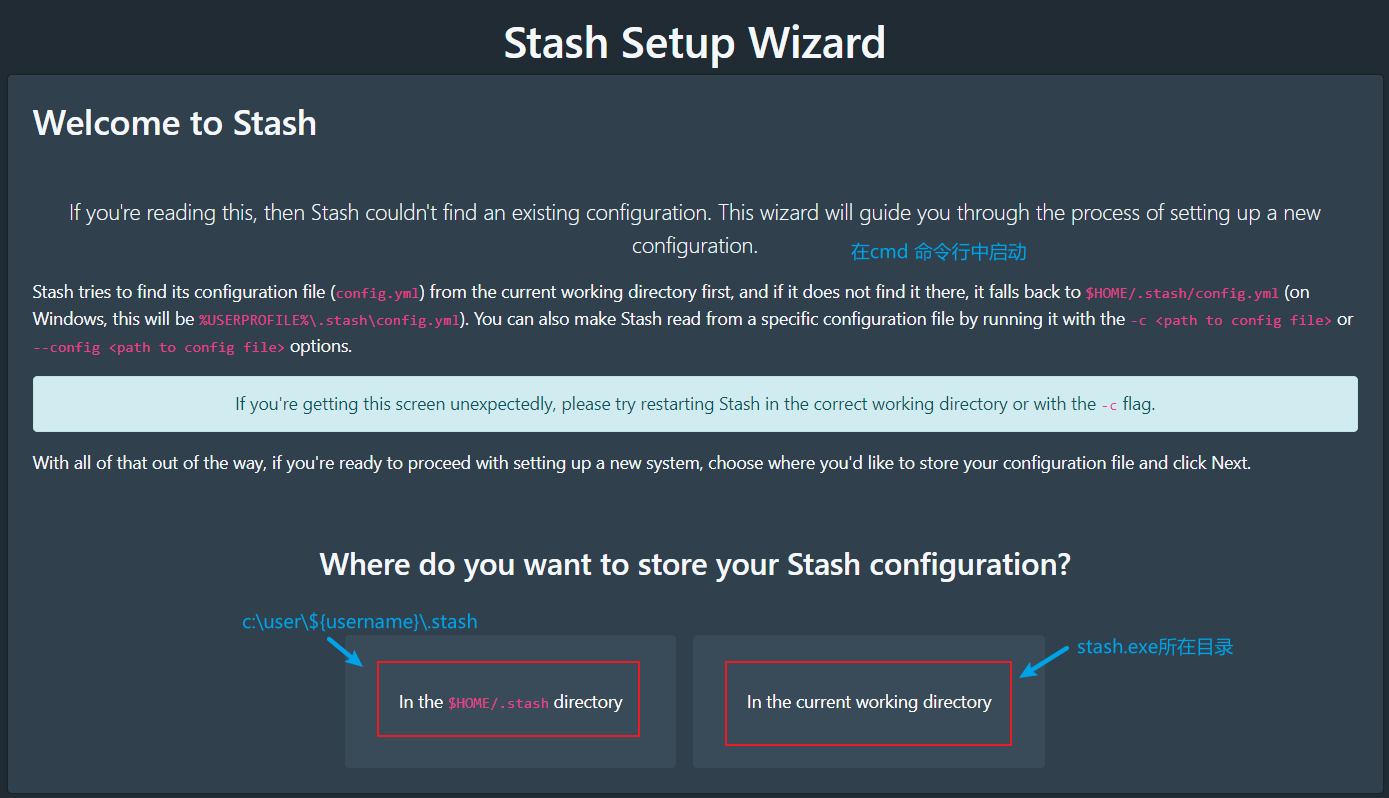 Stash Setup Wizard
Welcome to Stash
If you're reading this, then Stash couldn't find an existing configuration. This wizard will guide you through the process of setting up a new
configuration.
在cmd 命令行中启动
Stash tries to find its configuration file (config.yml) from the current working directory first, and if it does not find it there, it falls back to $HOME/.stash/config.yml (on
Windows, this will be %USERPROFILE%\.stash\config.yml). You can also make Stash read from a specific configuration file by running it with the -c <path to config file> or
--config <path to config file> options.
If you're getting this screen unexpectedly, please try restarting Stash in the correct working directory or with the -c flag.
With all of that out of the way, if you're ready to proceed with setting up a new system, choose where you'd like to store your configuration file and click Next.
Where do you want to store your Stash configuration?
c:\user\${username}\.stash
stash.exe所在目录
In the $HOME/.stash directory
In the current working directory